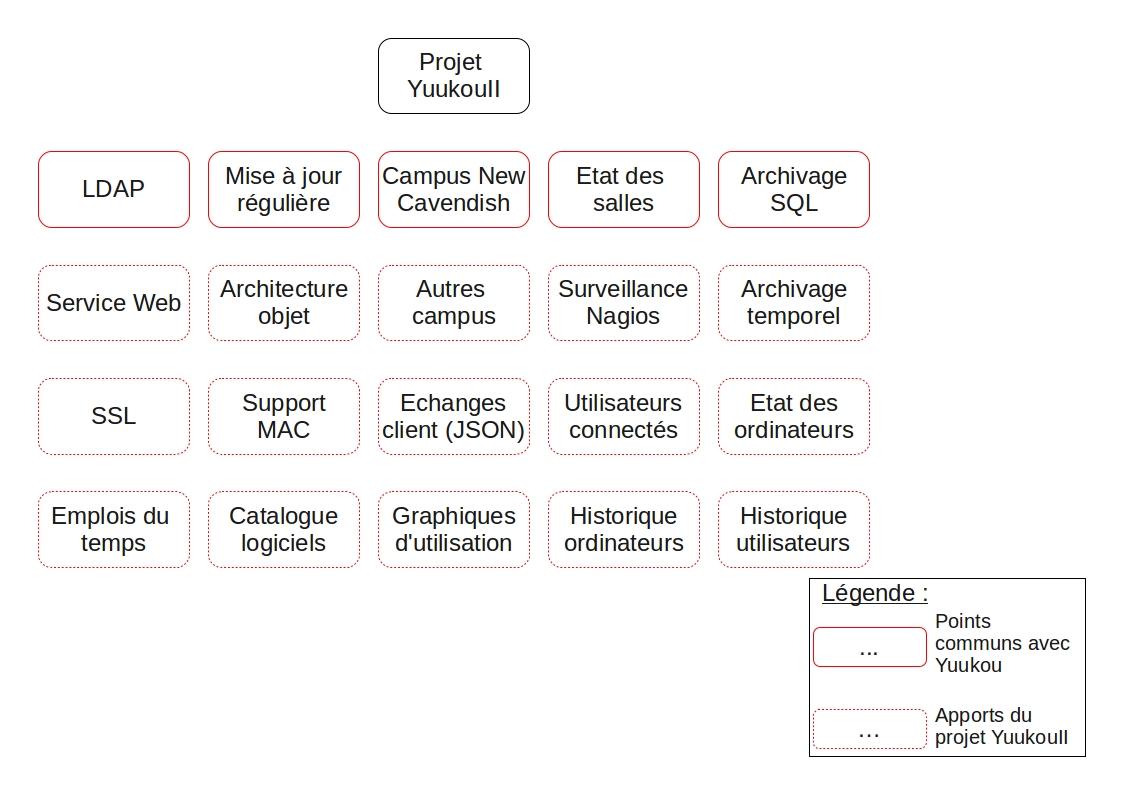 Projet
YuukouII
LDAP
Mise à jour
régulière
Campus New
Cavendish
Etat des
salles
Archivage
SQL
Service Web
Architecture
objet
Autres
campus
Surveillance
Nagios
Archivage
temporel
SSL
Support
MAC
Echanges
client (JSON)
Utilisateurs
connectés
Etat des
ordinateurs
Emplois du
temps
Catalogue
logiciels
Graphiques
d'utilisation
Historique
ordinateurs
Historique
utilisateurs
Légende :
...
Points
communs avec
Yuukou
...
Apports du
projet YuukouII